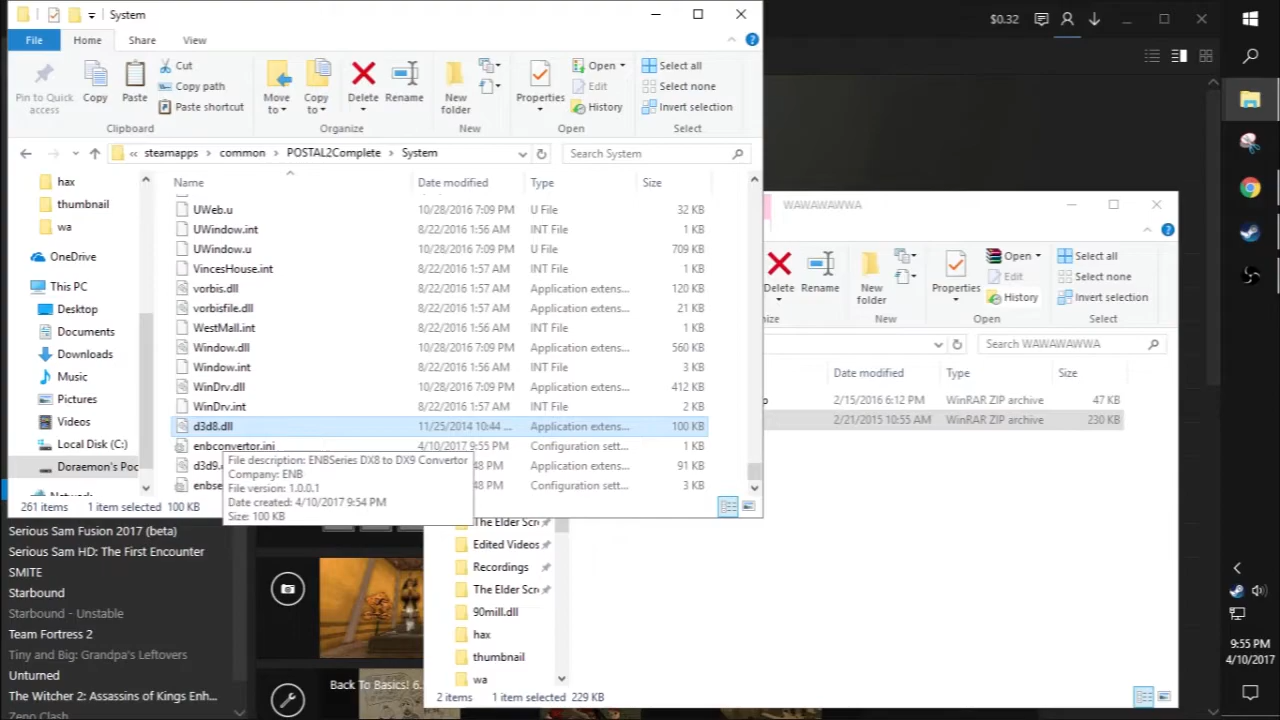 System
$0.32
File
Home
Share
View
Pin to Quick access
Copy
Paste
Cut
Copy path
Paste shortcut
Move to
Copy to
Delete
Rename
New folder
Properties
Open
Edit
History
Select all
Select none
Invert selection
Clipboard
Organize
New
Open
Select
« steamapps > common > POSTAL2Complete > System
Search System
hax
thumbnail
wa
OneDrive
This PC
Desktop
Documents
Downloads
Music
Pictures
Videos
Local Disk (C:)
Doraemon's Poc
Name Date modified Type Size
UWeb.u 10/28/2016 7:09 PM U File 32 KB
UWindow.int 8/22/2016 1:56 AM INT File 1 KB
UWindow.u 10/28/2016 7:09 PM U File 709 KB
VincesHouse.int 8/22/2016 1:57 AM INT File 1 KB
vorbis.dll 8/22/2016 1:57 AM Application extens... 120 KB
vorbisfile.dll 8/22/2016 1:57 AM Application extens... 21 KB
WestMall.int 8/22/2016 1:56 AM INT File 1 KB
Window.dll 10/28/2016 7:09 PM Application extens... 560 KB
Window.int 8/22/2016 1:56 AM INT File 3 KB
WinDrv.dll 10/28/2016 7:09 PM Application extens... 412 KB
WinDrv.int 8/22/2016 1:57 AM INT File 2 KB
d3d8.dll 11/25/2014 10:44 ... Application extens... 100 KB
enbconvertor.ini 4/10/2017 9:55 PM Configuration sett... 1 KB
d3d9. 48 PM Application extens... 91 KB
enbse 48 PM Configuration sett... 3 KB
File description: ENBSeries DX8 to DX9 Convertor
Company: ENB
File version: 1.0.0.1
Date created: 4/10/2017 9:54 PM
Size: 100 KB
261 items 1 item selected 100 KB
WAWAWAWWA
Delete
Rename
New folder
Properties
Open
Edit
History
Select all
Select none
Invert selection
ize
New
Open
Select
Search WAWAWAWWA
Date modified Type Size
2/15/2016 6:12 PM WinRAR ZIP archive 47 KB
2/21/2015 10:55 AM WinRAR ZIP archive 230 KB
The Elder Scr
Edited Videos
Recordings
The Elder Scr
90mill.dll
hax
thumbnail
wa
2 items 1 item selected 229 KB
Serious Sam Fusion 2017 (beta)
Serious Sam HD: The First Encounter
SMITE
Starbound
Starbound - Unstable
Team Fortress 2
Tiny and Big: Grandpa's Leftovers
Unturned
The Witcher 2: Assassins of Kings Enh...
Zeno Clash
Back To Basics! 6.
9:55 PM
4/10/2017